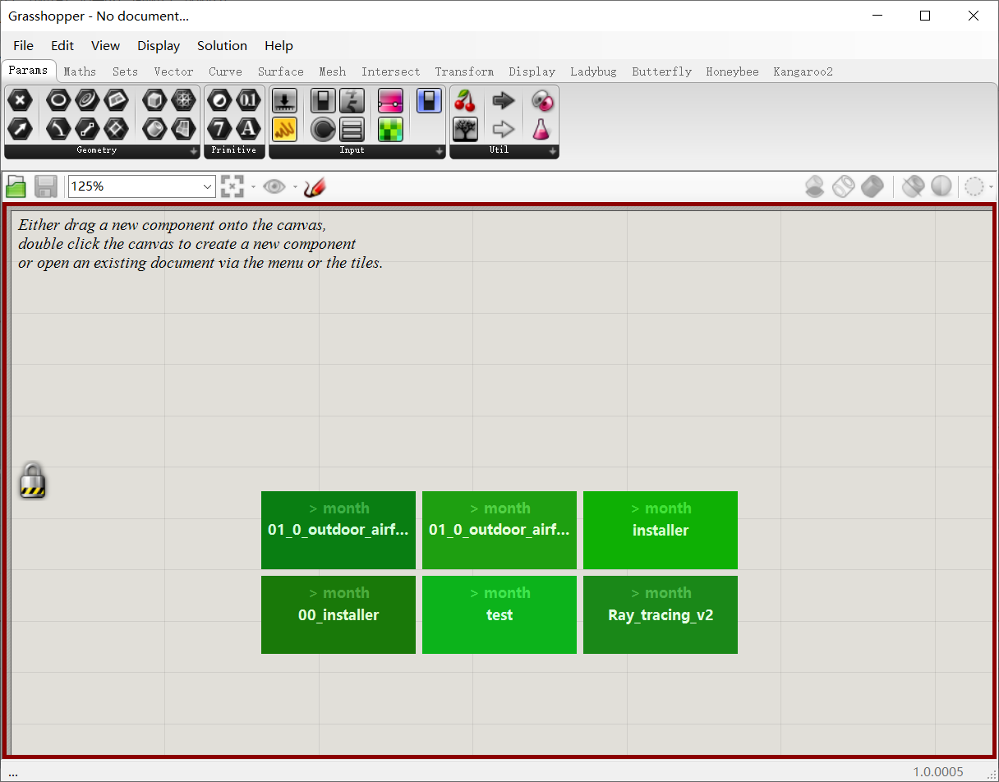 Grasshopper - No document...
File Edit View Display Solution Help
Params Maths Sets Vector Curve Surface Mesh Intersect Transform Display Ladybug Butterfly Honeybee Kangaroo2
0.1
7 A
Geometry Primitive Input Util
125%
Either drag a new component onto the canvas,
double click the canvas to create a new component
or open an existing document via the menu or the tiles.
> month > month > month
01_0_outdoor_airf... 01_0_outdoor_airf... installer
> month > month > month
00_installer test Ray_tracing_v2
... 1.0.0005